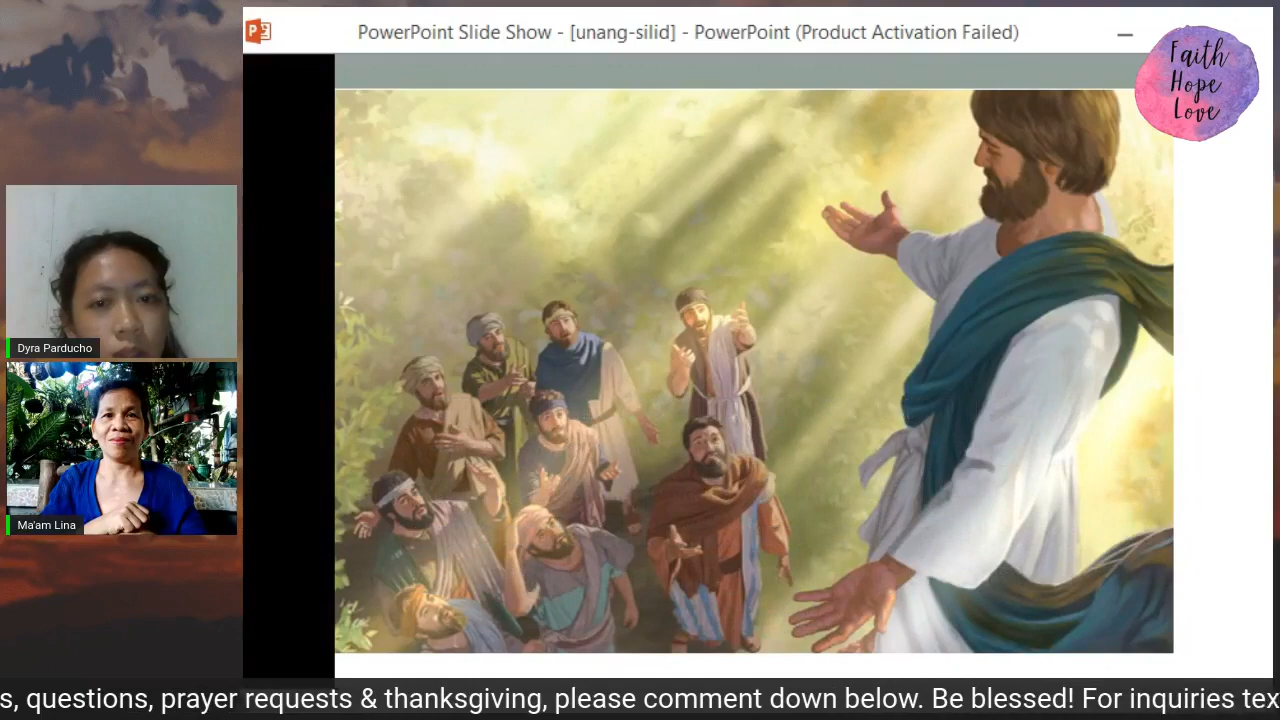 PowerPoint Slide Show - [unang-silid] - PowerPoint (Product Activation Failed)
Faith
Hope
Love
Dyra Parducho
Ma'am Lina
s, questions, prayer requests & thanksgiving, please comment down below. Be blessed! For inquiries tex